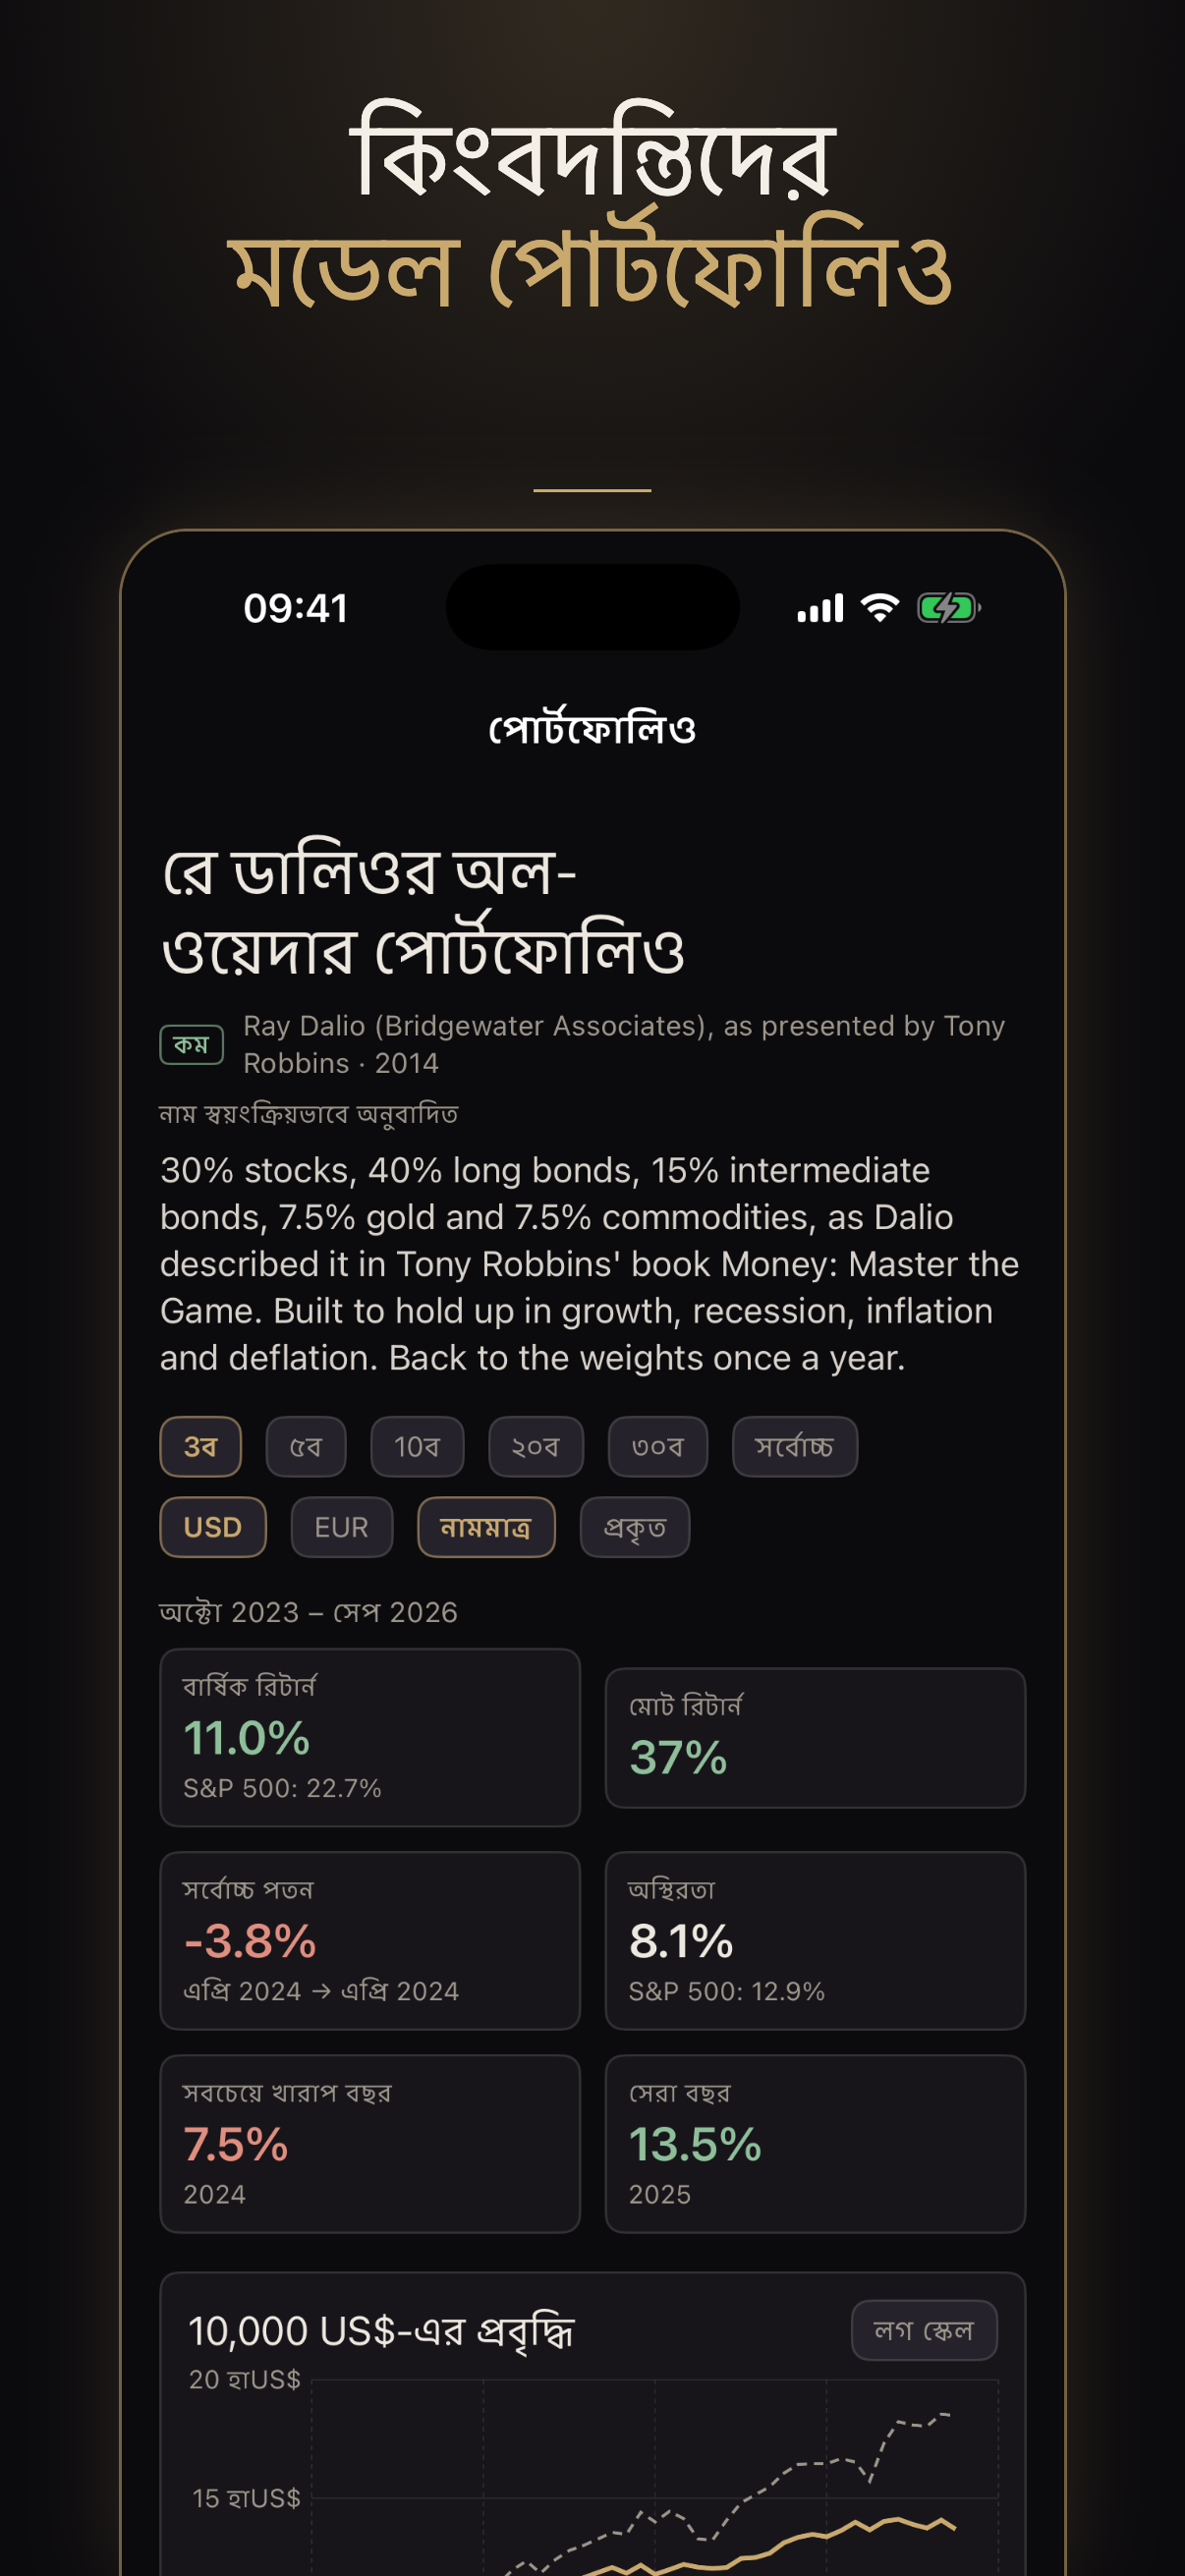 কিংবদন্তিদের
মডেল পোর্টফোলিও
09:41
পোর্টফোলিও
রে ডালিওর অল-
ওয়েদার পোর্টফোলিও
কম
Ray Dalio (Bridgewater Associates), as presented by Tony
Robbins · 2014
নাম স্বয়ংক্রিয়ভাবে অনুবাদিত
30% stocks, 40% long bonds, 15% intermediate
bonds, 7.5% gold and 7.5% commodities, as Dalio
described it in Tony Robbins' book Money: Master the
Game. Built to hold up in growth, recession, inflation
and deflation. Back to the weights once a year.
3ব ৫ব 10ব ২০ব ৩০ব সর্বোচ্চ
USD EUR নামমাত্র প্রকৃত
অক্টো 2023 – সেপ 2026
বার্ষিক রিটার্ন
11.0%
S&P 500: 22.7%
মোট রিটার্ন
37%
সর্বোচ্চ পতন
-3.8%
এপ্রি 2024 → এপ্রি 2024
অস্থিরতা
8.1%
S&P 500: 12.9%
সবচেয়ে খারাপ বছর
7.5%
2024
সেরা বছর
13.5%
2025
10,000 US$-এর প্রবৃদ্ধি
লগ স্কেল
20 হাUS$
15 হাUS$